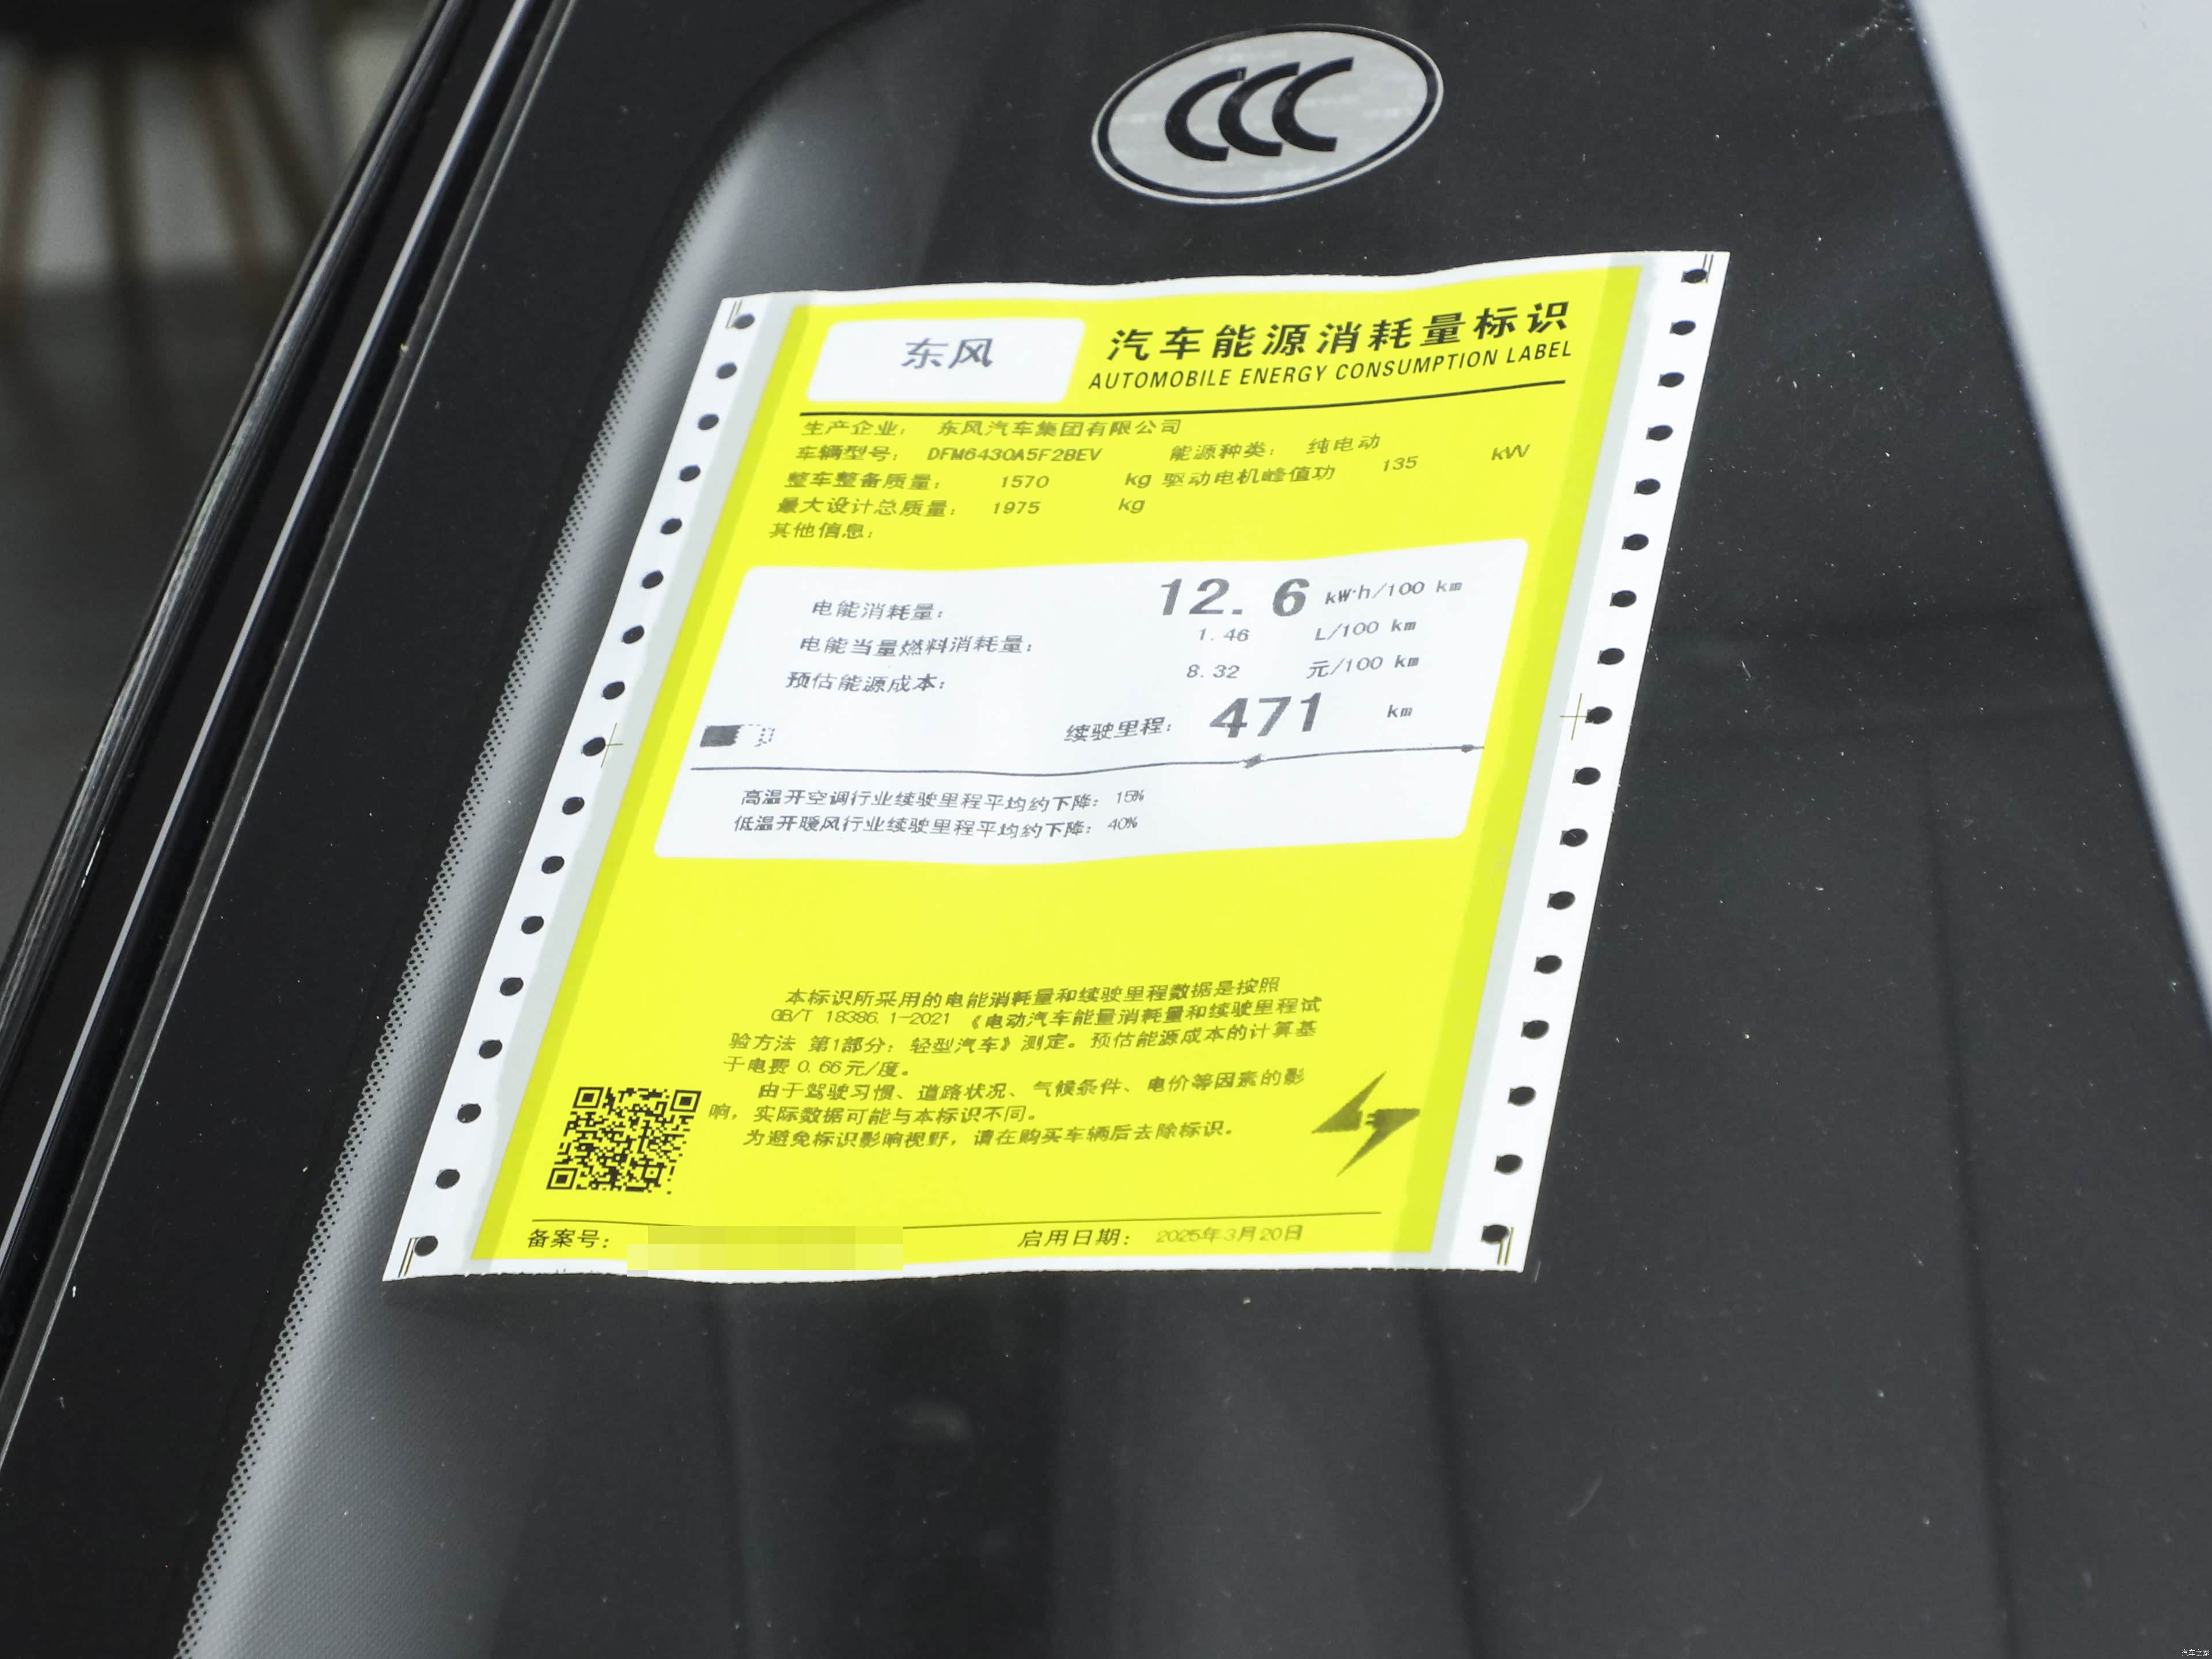 CCC
东风
汽车能源消耗量标识
AUTOMOBILE ENERGY CONSUMPTION LABEL
生产企业： 东风汽车集团有限公司
车辆型号： DFM6430A5F2BEV 能源种类： 纯电动
整车整备质量： 1570 kg 驱动电机峰值功 135 kW
最大设计总质量： 1975 kg
其他信息：
电能消耗量： 12.6 kW·h/100 km
电能当量燃料消耗量： 1.46 L/100 km
预估能源成本： 8.32 元/100 km
续驶里程： 471 km
高温开空调行业续驶里程平均约下降： 15%
低温开暖风行业续驶里程平均约下降： 40%
本标识所采用的电能消耗量和续驶里程数据是按照
GB/T 18386.1-2021 《电动汽车能量消耗量和续驶里程试
验方法 第1部分：轻型汽车》测定。预估能源成本的计算基
于电费 0.66元/度。
由于驾驶习惯、道路状况、气候条件、电价等因素的影
响，实际数据可能与本标识不同。
为避免标识影响视野，请在购买车辆后去除标识。
备案号： 启用日期： 2025年3月20日
汽车之家